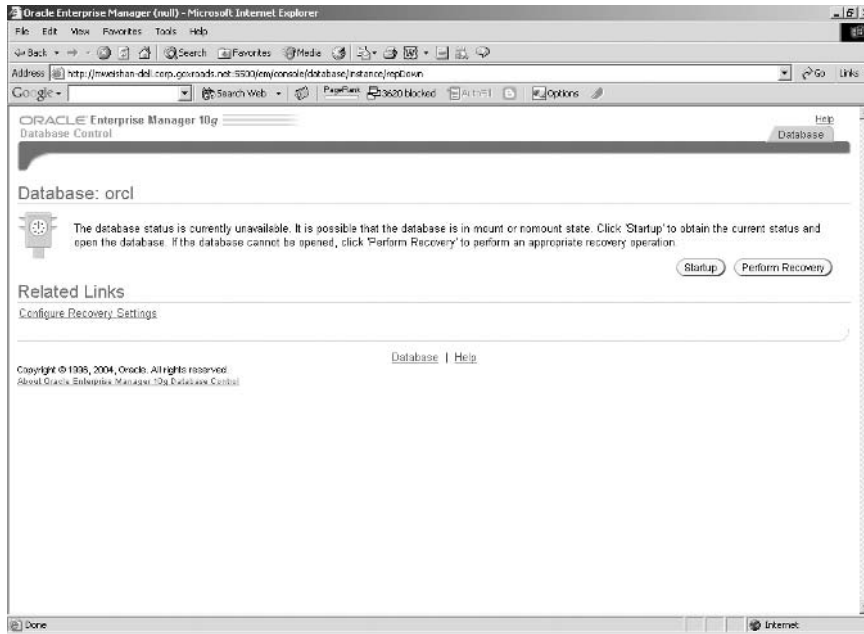 Oracle Enterprise Manager (null) - Microsoft Internet Explorer
File Edit View Favorites Tools Help
Back Search Favorites Media
Address http://mweishan-dell.corp.goxroads.net:5500/em/console/database/instance/repDown Go Links
Google Search Web PageRank 3620 blocked AutoFill Options
ORACLE Enterprise Manager 10g Help
Database Control Database
Database: orcl
The database status is currently unavailable. It is possible that the database is in mount or nomount state. Click 'Startup' to obtain the current status and
open the database. If the database cannot be opened, click 'Perform Recovery' to perform an appropriate recovery operation.
Startup Perform Recovery
Related Links
Configure Recovery Settings
Database | Help
Copyright © 1996, 2004, Oracle. All rights reserved.
About Oracle Enterprise Manager 10g Database Control
Done Internet